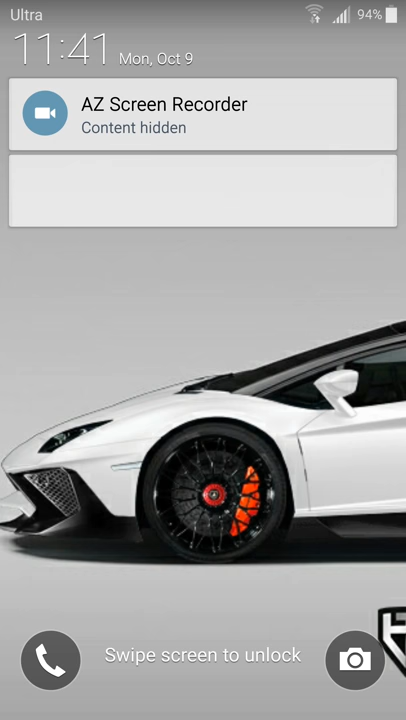 Ultra
94%
11:41 Mon, Oct 9
AZ Screen Recorder
Content hidden
Swipe screen to unlock